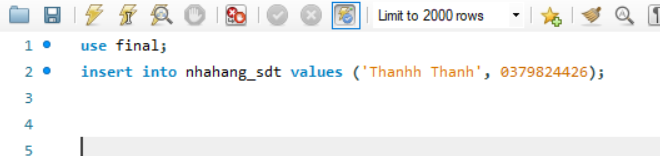 Limit to 2000 rows
1 use final;
2 insert into nhahang_sdt values ('Thanhh Thanh', 0379824426);
3
4
5